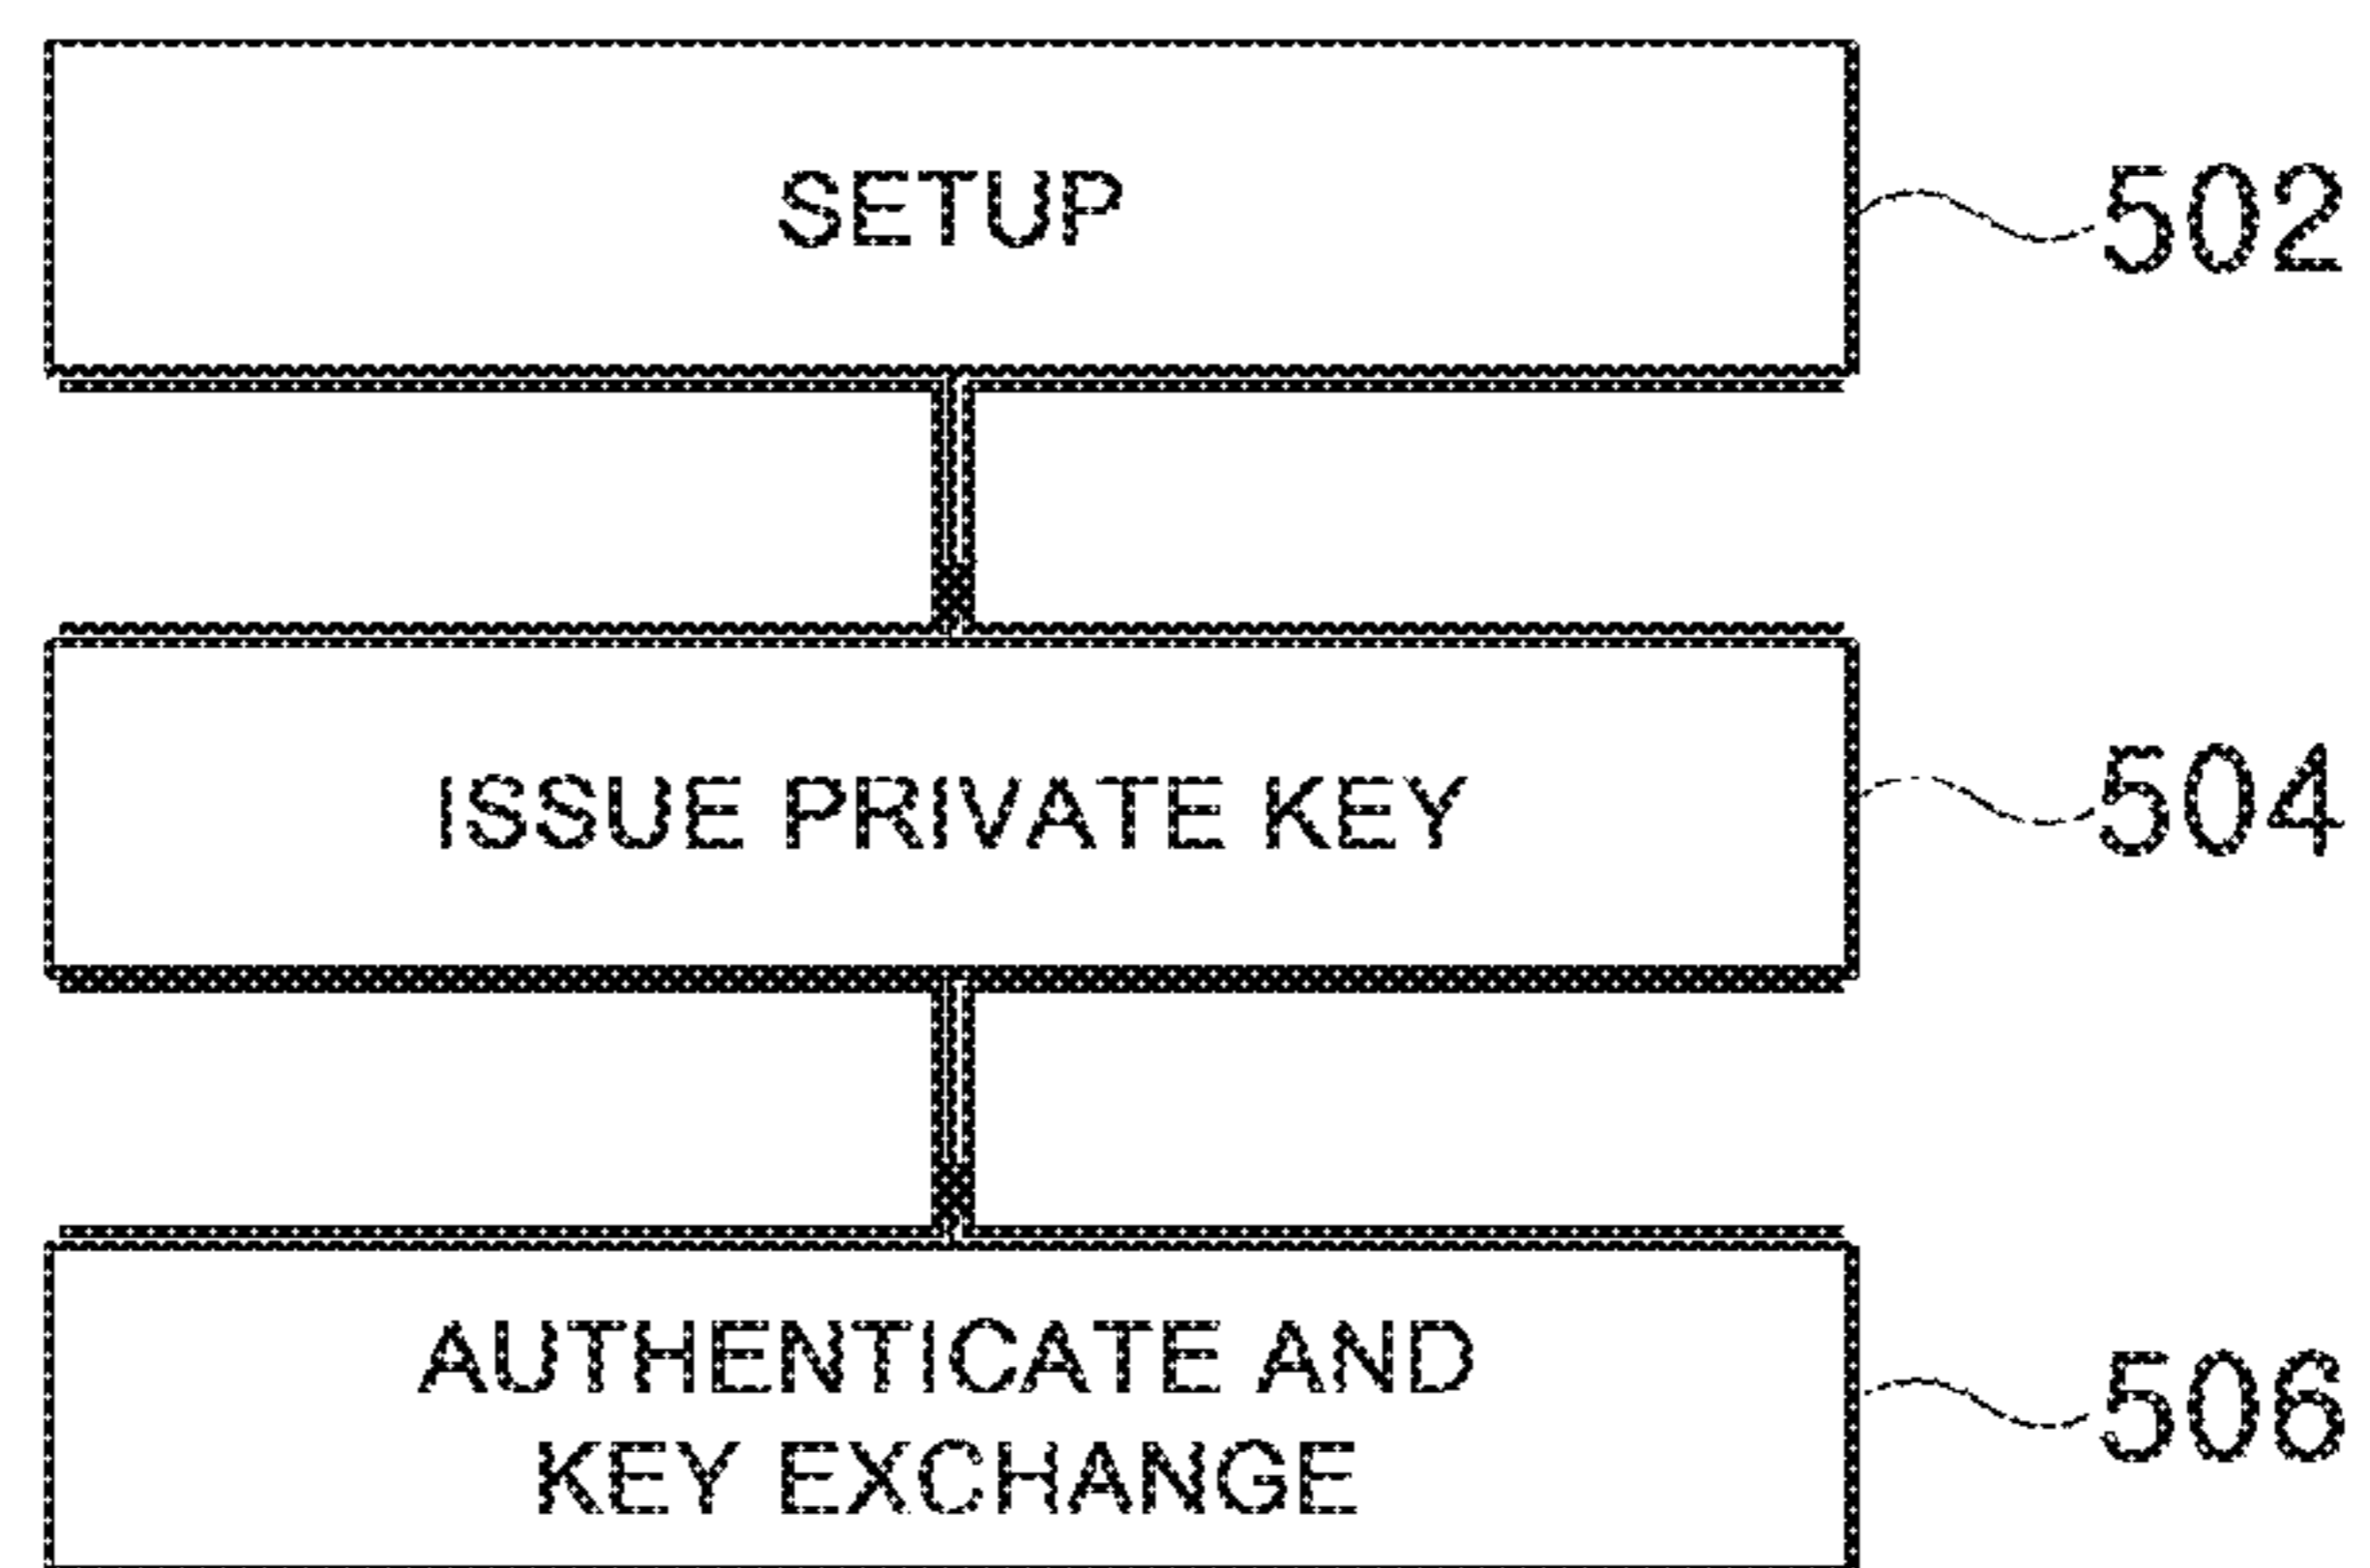 SETUP
502
ISSUE PRIVATE KEY
504
AUTHENTICATE AND
KEY EXCHANGE
506